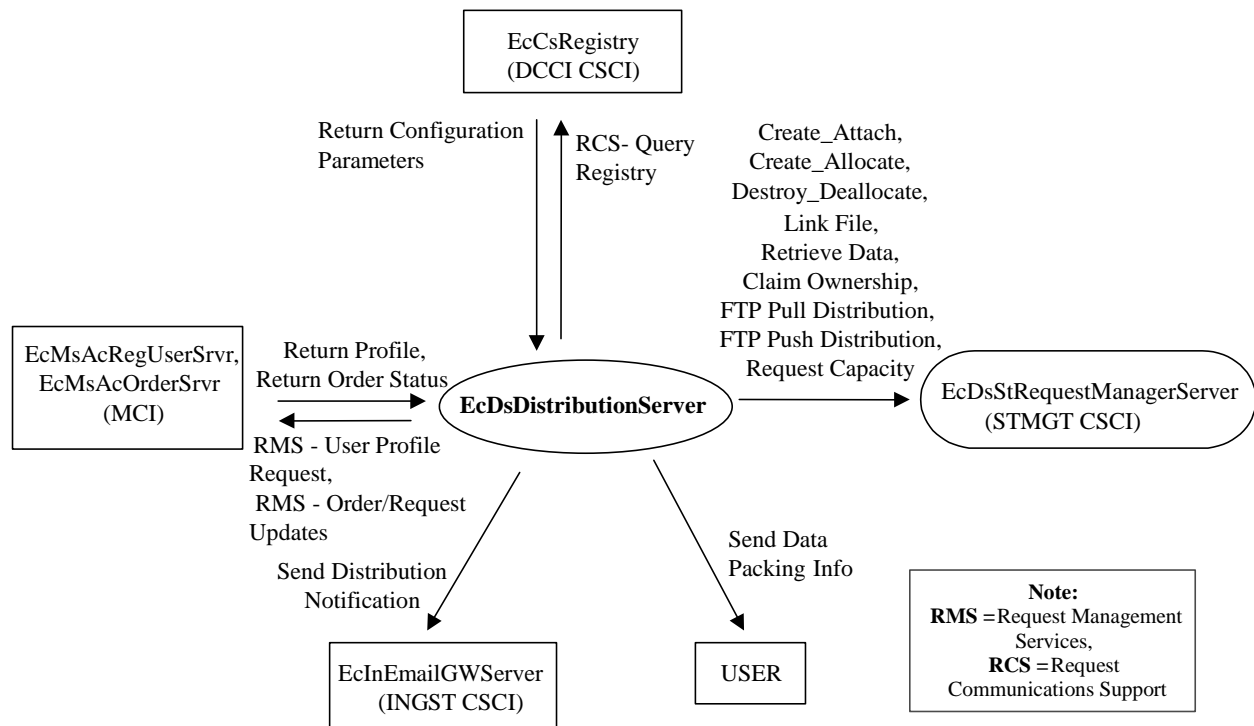 EcCsRegistry
(DCCI CSCI)
Return Configuration
Parameters
RCS- Query
Registry
Create_Attach,
Create_Allocate,
Destroy_Deallocate,
Link File,
Retrieve Data,
Claim Ownership,
FTP Pull Distribution,
FTP Push Distribution,
Request Capacity
EcMsAcRegUserSrvr,
EcMsAcOrderSrvr
(MCI)
Return Profile,
Return Order Status
EcDsDistributionServer
EcDsStRequestManagerServer
(STMGT CSCI)
RMS - User Profile
Request,
RMS - Order/Request
Updates
Send Distribution
Notification
Send Data
Packing Info
EcInEmailGWServer
(INGST CSCI)
USER
Note:
RMS =Request Management
Services,
RCS =Request
Communications Support